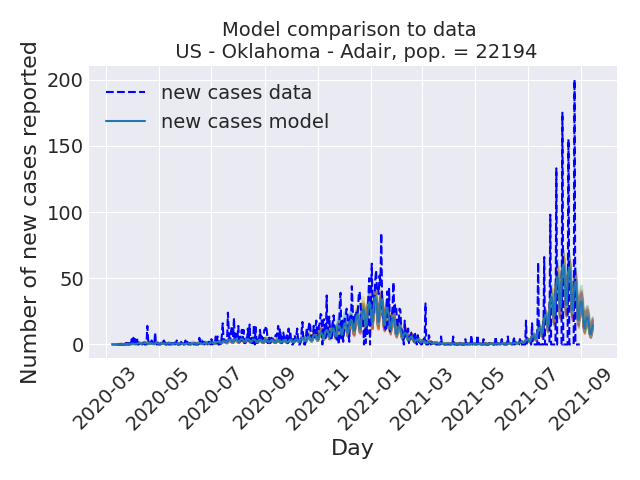 Model comparison to data
US - Oklahoma - Adair, pop. = 22194
Number of new cases reported
200
150
100
50
0
new cases data
new cases model
2020-03
2020-05
2020-07
2020-09
2020-11
2021-01
2021-03
2021-05
2021-07
2021-09
Day